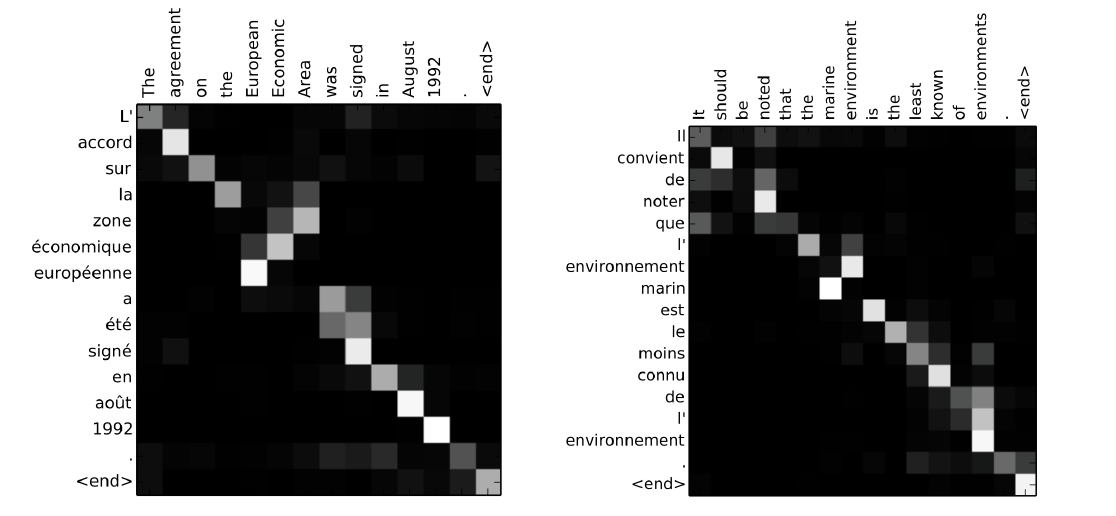 The agreement on the European Economic Area was signed in August 1992 . <end>
L'
accord
sur
la
zone
économique
européenne
a
été
signé
en
août
1992
.
<end>
It should be noted that the marine environment is the least known of environments . <end>
Il
convient
de
noter
que
l'
environnement
marin
est
le
moins
connu
de
l'
environnement
.
<end>